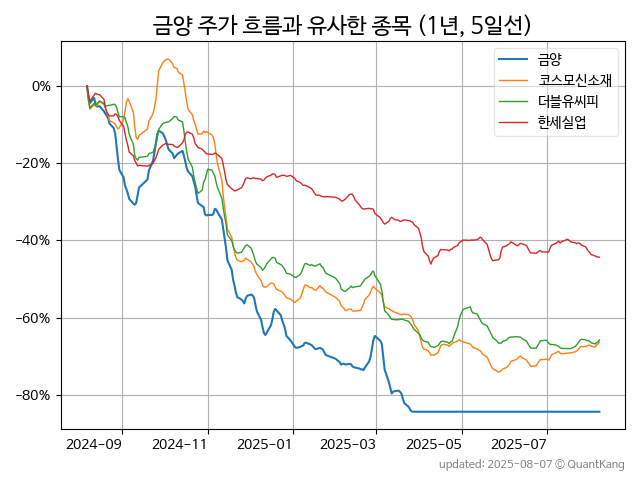 금양 주가 흐름과 유사한 종목 (1년, 5일선)
금양
코스모신소재
더블유씨피
한세실업
0%
−20%
−40%
−60%
−80%
2024-09 2024-11 2025-01 2025-03 2025-05 2025-07
updated: 2025-08-07 © QuantKang